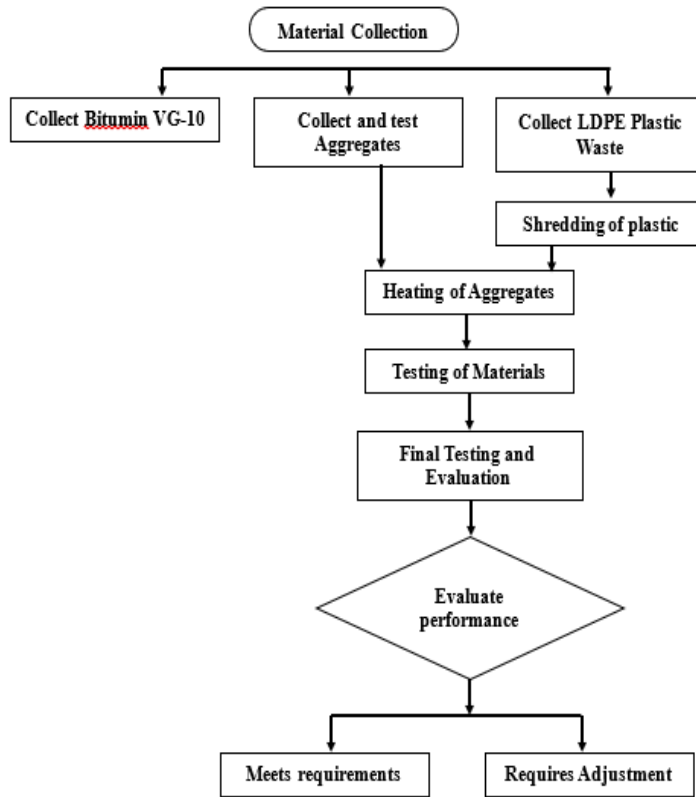 Material Collection
Collect Bitumin VG-10
Collect and test
Aggregates
Collect LDPE Plastic
Waste
Shredding of plastic
Heating of Aggregates
Testing of Materials
Final Testing and
Evaluation
Evaluate
performance
Meets requirements
Requires Adjustment